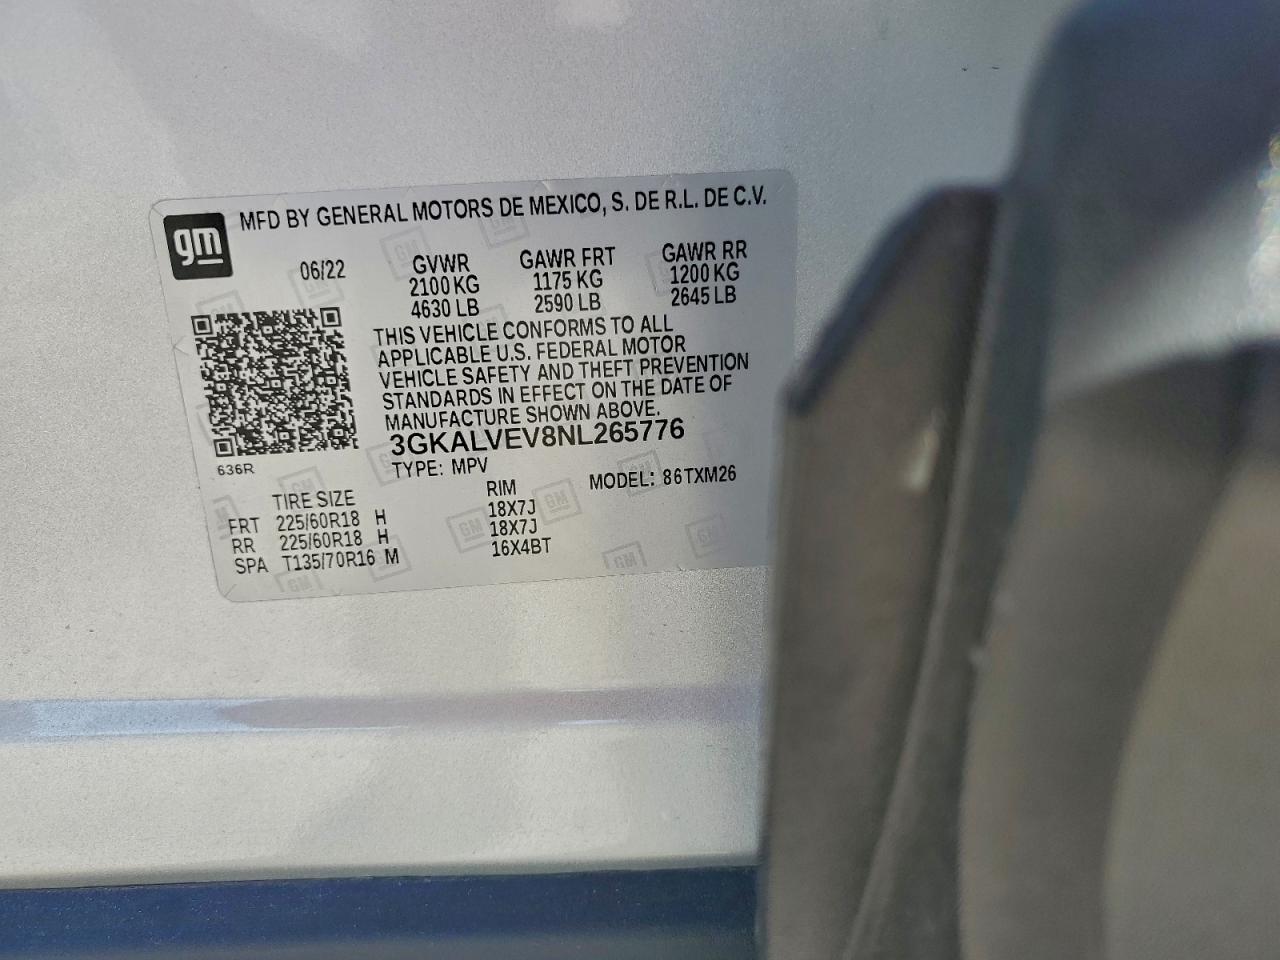 gm
MFD BY GENERAL MOTORS DE MEXICO, S. DE R.L. DE C.V.
06/22 GVWR GAWR FRT GAWR RR
2100 KG 1175 KG 1200 KG
4630 LB 2590 LB 2645 LB
THIS VEHICLE CONFORMS TO ALL
APPLICABLE U.S. FEDERAL MOTOR
VEHICLE SAFETY AND THEFT PREVENTION
STANDARDS IN EFFECT ON THE DATE OF
MANUFACTURE SHOWN ABOVE.
3GKALVEV8NL265776
636R
TYPE: MPV MODEL: 86TXM26
TIRE SIZE RIM
FRT 225/60R18 H 18X7J
RR 225/60R18 H 18X7J
SPA T135/70R16 M 16X4BT